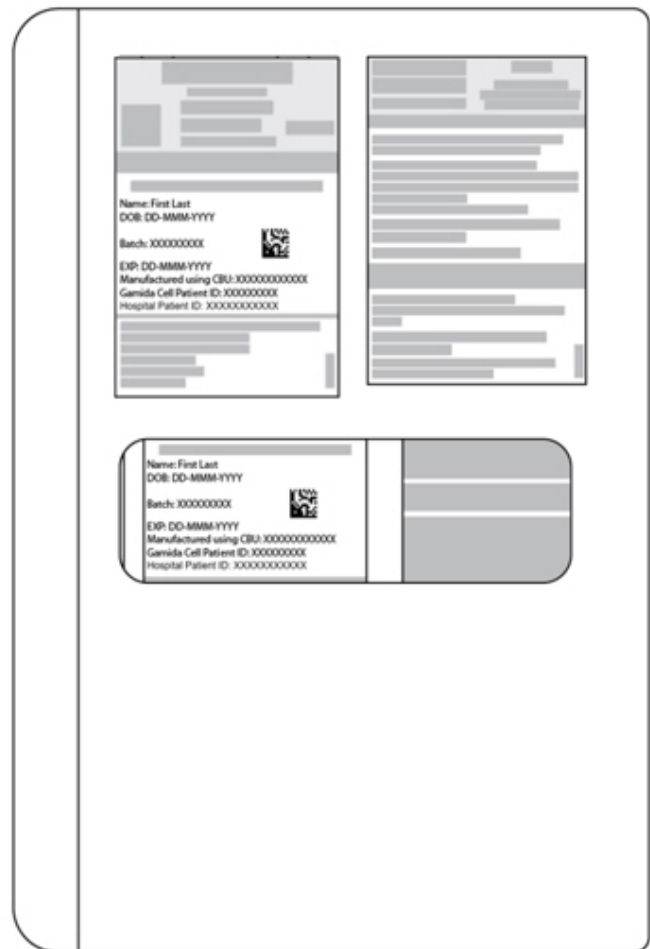 Name: First Last
DOB: DD-MMM-YYYY
Batch: XXXXXXXXX
EXP: DD-MMM-YYYY
Manufactured using CBU: XXXXXXXXXXXX
Gamida Cell Patient ID: XXXXXXXXX
Hospital Patient ID: XXXXXXXXXXX
Name: First Last
DOB: DD-MMM-YYYY
Batch: XXXXXXXXX
EXP: DD-MMM-YYYY
Manufactured using CBU: XXXXXXXXXXXX
Gamida Cell Patient ID: XXXXXXXXX
Hospital Patient ID: XXXXXXXXXXX